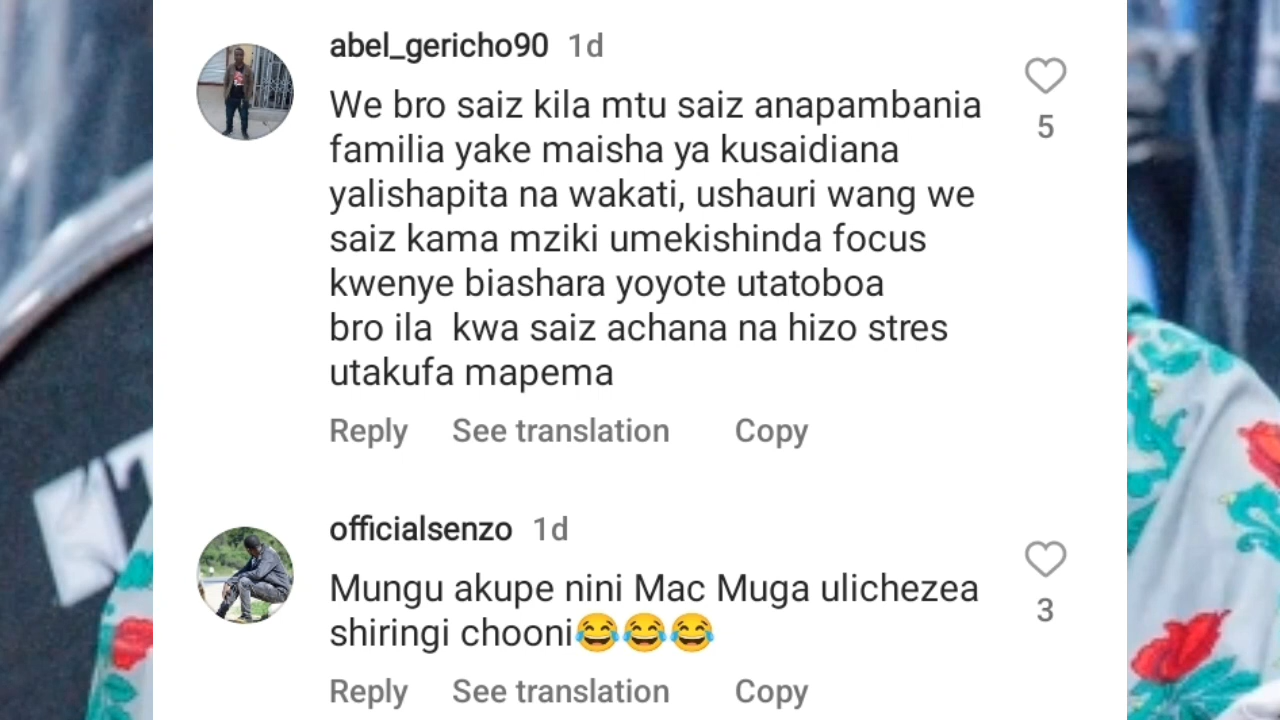 abel_gericho90 1d
We bro saiz kila mtu saiz anapambania
familia yake maisha ya kusaidiana
yalishapita na wakati, ushauri wang we
saiz kama mziki umekishinda focus
kwenye biashara yoyote utatoboa
bro ila  kwa saiz achana na hizo stres
utakufa mapema
5
Reply See translation Copy
officialsenzo 1d
Mungu akupe nini Mac Muga ulichezea
shiringi chooni😂😂😂
3
Reply See translation Copy